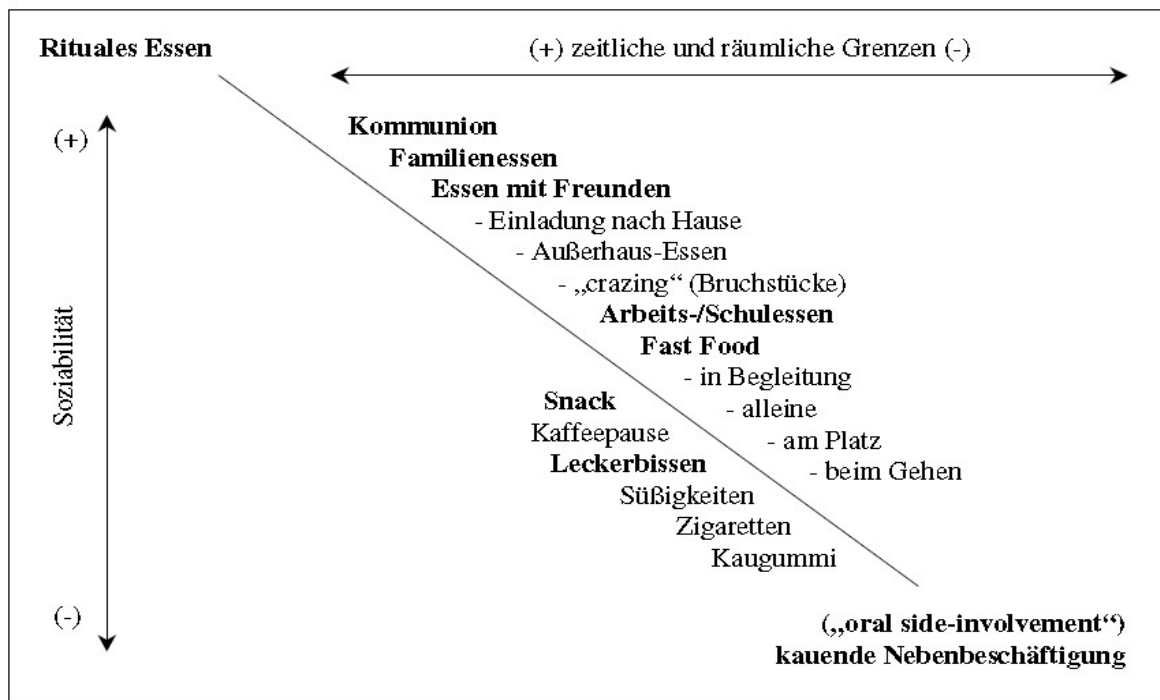 Rituales Essen
(+) zeitliche und räumliche Grenzen (-)
(+)
Soziabilität
(-)
Kommunion
Familienessen
Essen mit Freunden
- Einladung nach Hause
- Außerhaus-Essen
- „crazing“ (Bruchstücke)
Arbeits-/Schulessen
Fast Food
- in Begleitung
- alleine
- am Platz
- beim Gehen
Snack
Kaffeepause
Leckerbissen
Süßigkeiten
Zigaretten
Kaugummi
(„oral side-involvement“)
kauende Nebenbeschäftigung